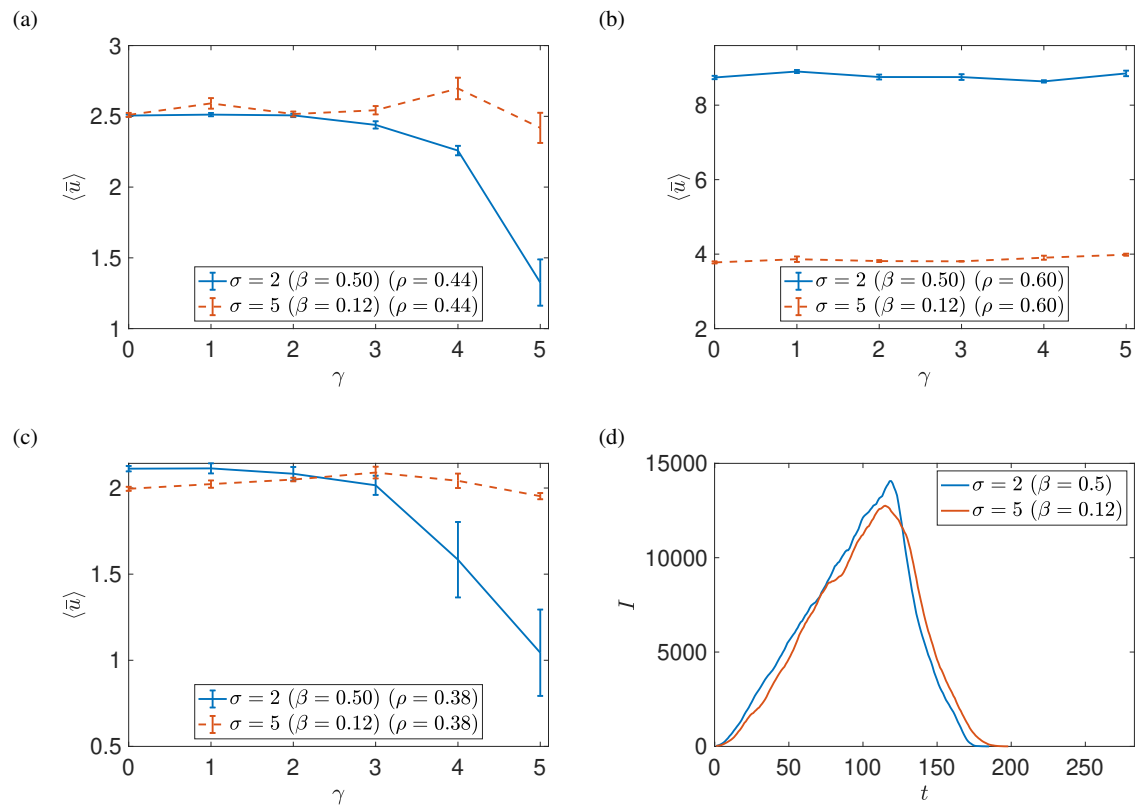 (a)
3
2.5
2
1.5
1
⟨ū⟩
0 1 2 3 4 5
γ
σ = 2 (β = 0.50) (ρ = 0.44)
σ = 5 (β = 0.12) (ρ = 0.44)
(b)
8
6
4
2
⟨ū⟩
0 1 2 3 4 5
γ
σ = 2 (β = 0.50) (ρ = 0.60)
σ = 5 (β = 0.12) (ρ = 0.60)
(c)
2
1.5
1
0.5
⟨ū⟩
0 1 2 3 4 5
γ
σ = 2 (β = 0.50) (ρ = 0.38)
σ = 5 (β = 0.12) (ρ = 0.38)
(d)
15000
10000
5000
0
I
0 50 100 150 200 250
t
σ = 2 (β = 0.5)
σ = 5 (β = 0.12)